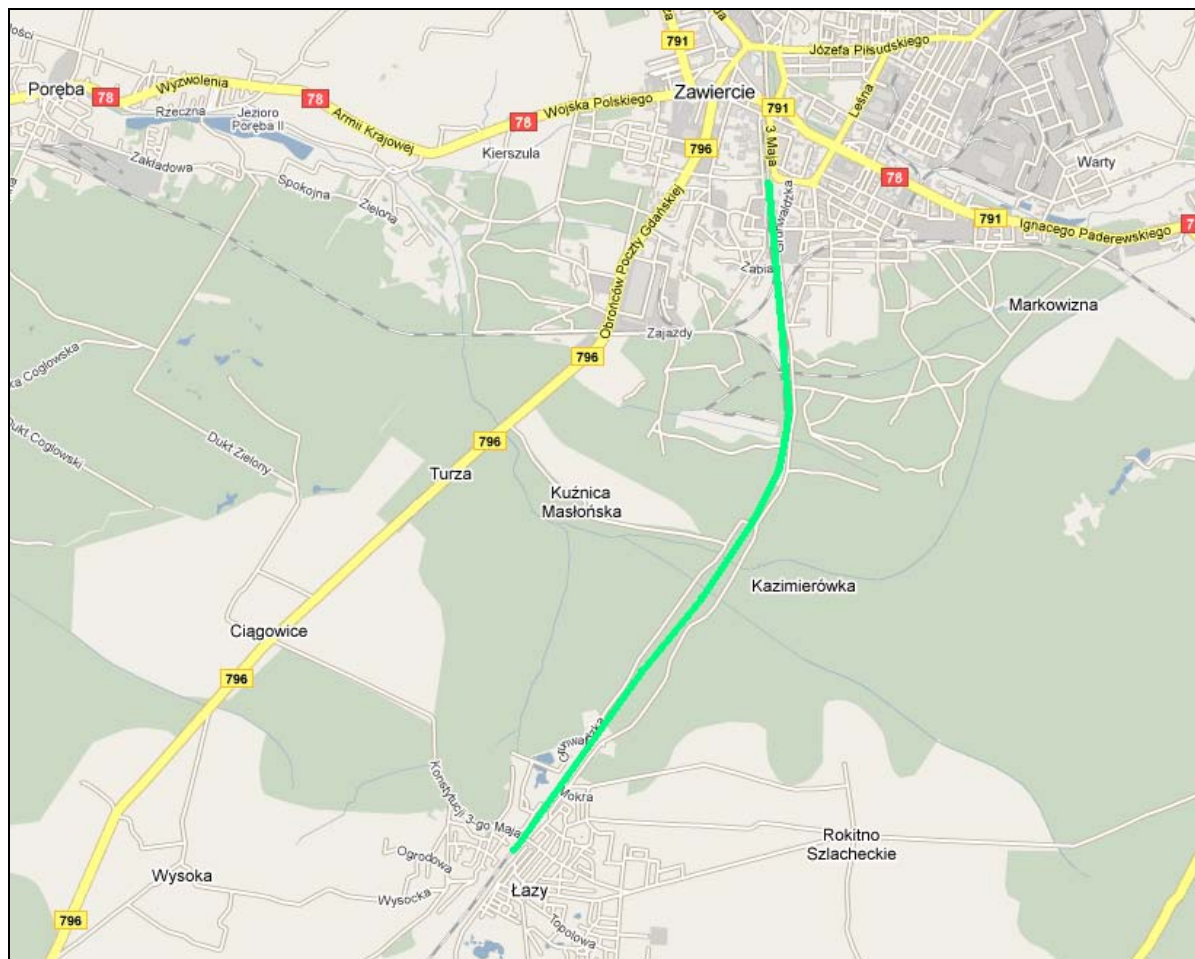 791
Józefa Piłsudskiego
Poręba
78
Wyzwolenia
78
Rzeczna
Jezioro
Poręba II
Armii Krajowej
78
Wojska Polskiego
Zawiercie
791
Leśna
3 Maja
Kierszula
796
Zakładowa
Spokojna
Zielona
Warty
78
791
Ignacego Paderewskiego
Grunwaldzka
Żabia
Obrońców Poczty Gdańskiej
Markowizna
Zajazdy
796
ka Coglowska
Dukt Coglowski
Dukt Zielony
796
Turza
Kuźnica
Masłońska
Kazimierówka
Ciągowice
796
Grunwaldzka
Konstytucji 3-go Maja
Mokra
Ogrodowa
Rokitno
Szlacheckie
Wysoka
Wysocka
Łazy
796
Topolowa